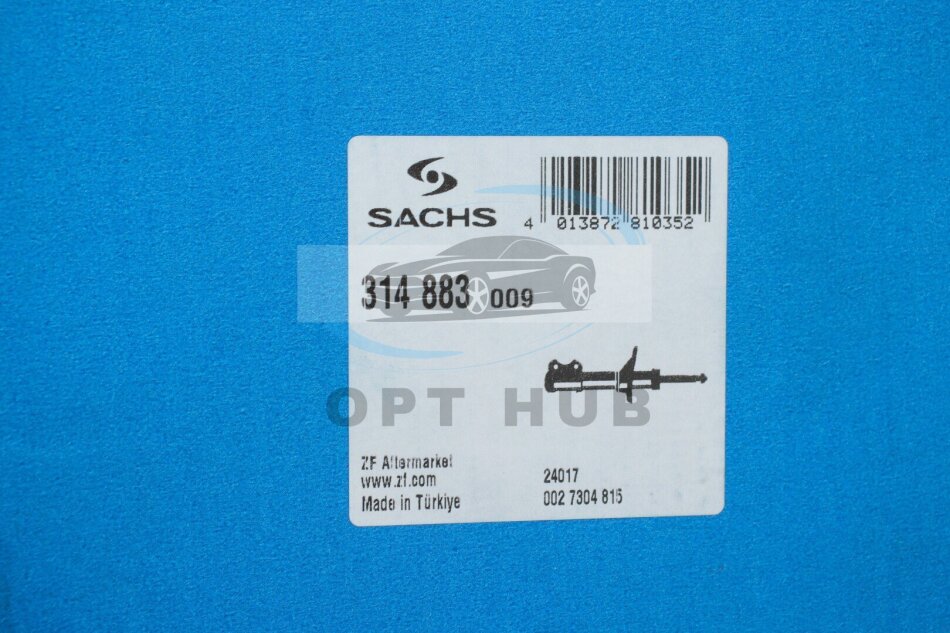 SACHS
4 013872 810352
314 883 009
OPT HUB
ZF Aftermarket
www.zf.com
Made in Türkiye
24017
002 7304 815